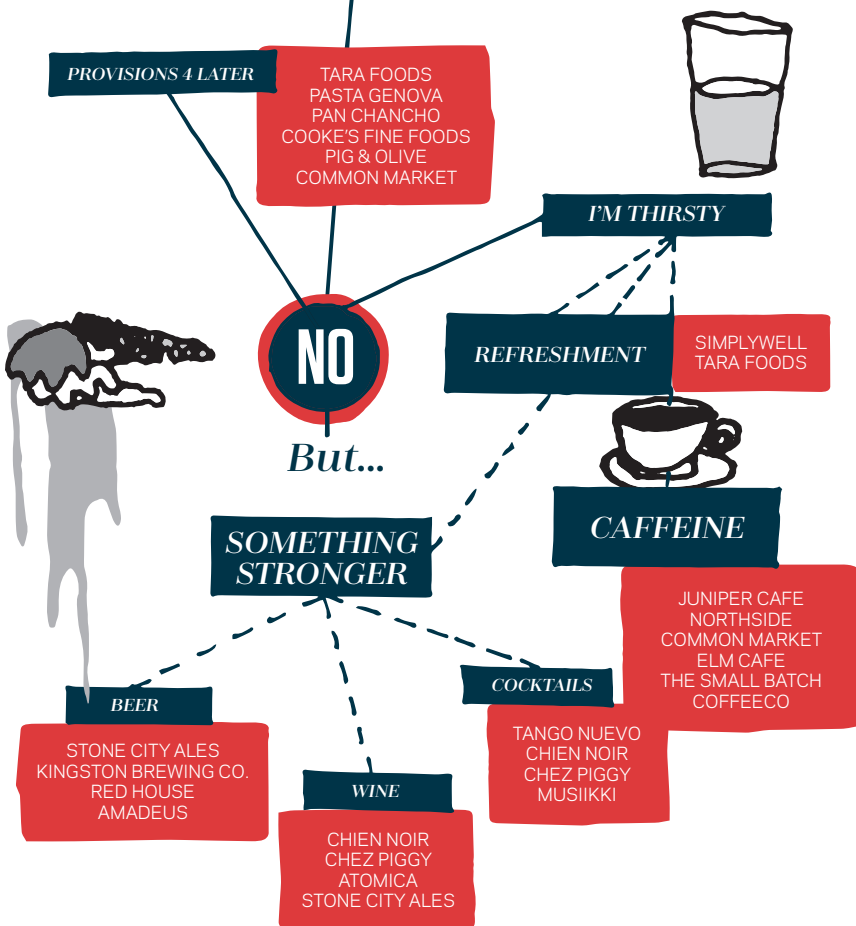 PROVISIONS 4 LATER
TARA FOODS
PASTA GENOVA
PAN CHANCHO
COOKE'S FINE FOODS
PIG & OLIVE
COMMON MARKET
I'M THIRSTY
NO
But...
REFRESHMENT
SIMPLYWELL
TARA FOODS
CAFFEINE
JUNIPER CAFE
NORTHSIDE
COMMON MARKET
ELM CAFE
THE SMALL BATCH
COFFEECO
SOMETHING
STRONGER
BEER
STONE CITY ALES
KINGSTON BREWING CO.
RED HOUSE
AMADEUS
WINE
CHIEN NOIR
CHEZ PIGGY
ATOMICA
STONE CITY ALES
COCKTAILS
TANGO NUEVO
CHIEN NOIR
CHEZ PIGGY
MUSIIKKI